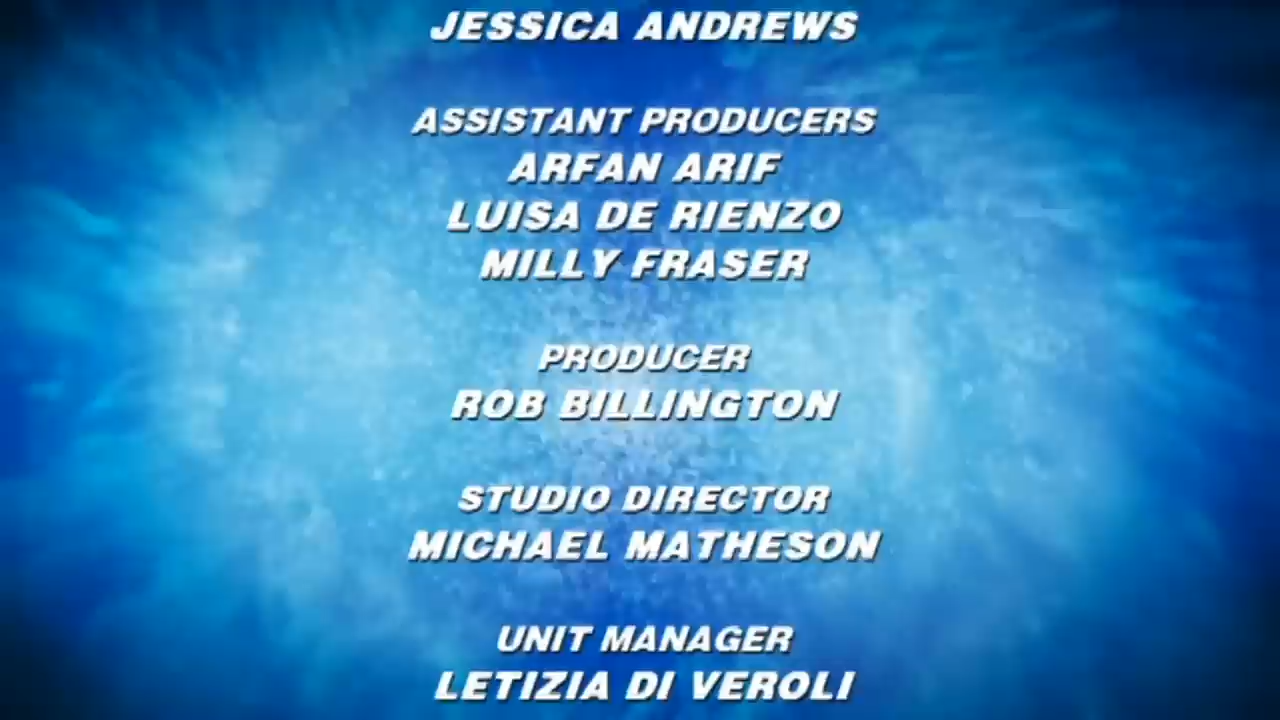 JESSICA ANDREWS
ASSISTANT PRODUCERS
ARFAN ARIF
LUISA DE RIENZO
MILLY FRASER
PRODUCER
ROB BILLINGTON
STUDIO DIRECTOR
MICHAEL MATHESON
UNIT MANAGER
LETIZIA DI VEROLI